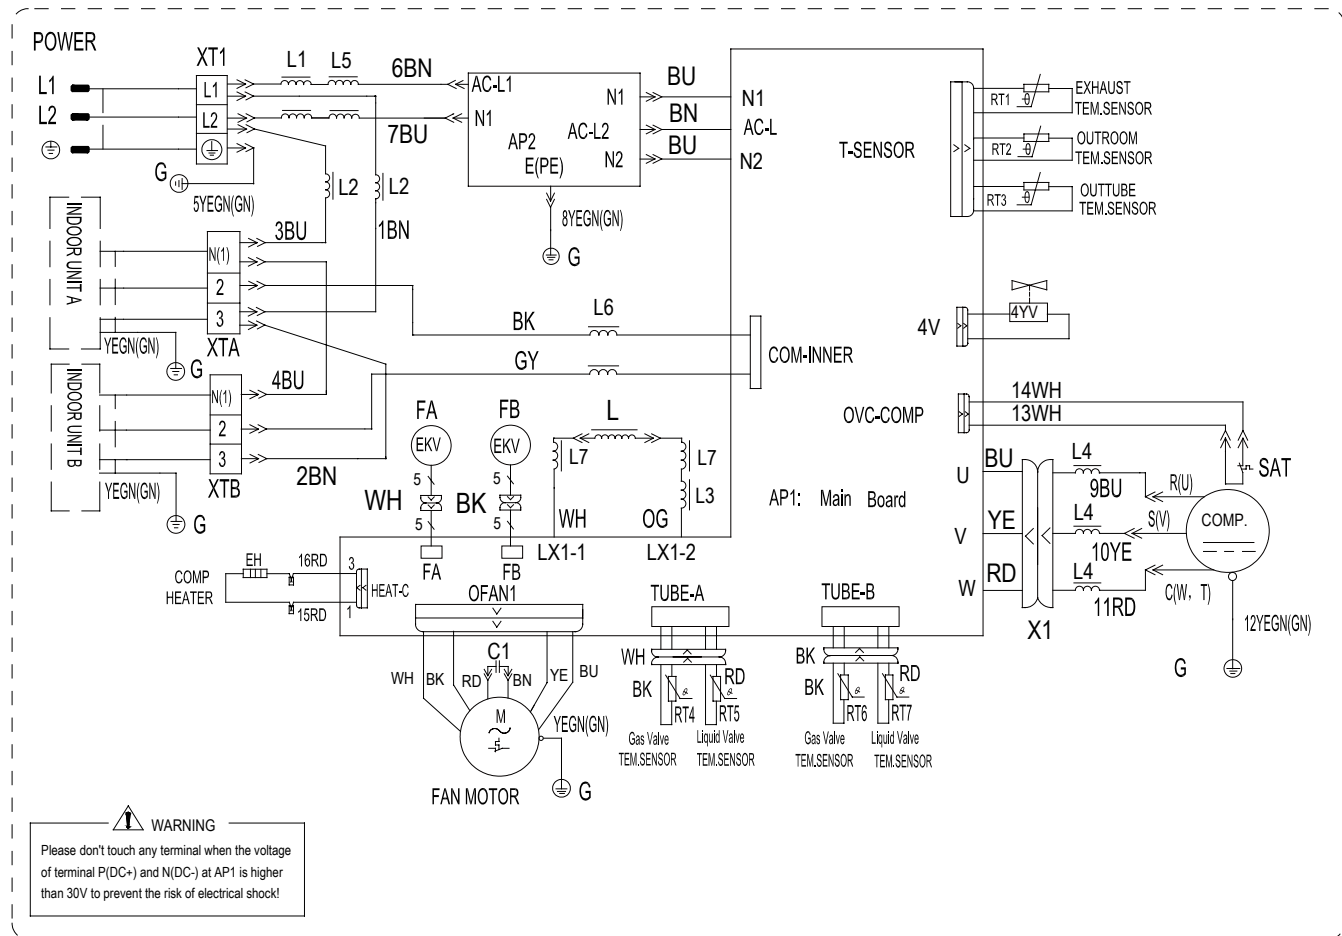 POWER
XT1
L1
L5
6BN
L1
L1
AC-L1
N1
BU
N1
L2
L2
7BU
N1
AP2
AC-L2
BN
AC-L
N2
BU
N2
E(PE)
G
5YEGN(GN)
L2
L2
8YEGN(GN)
G
T-SENSOR
RT1
θ
EXHAUST
TEM.SENSOR
RT2
θ
OUTROOM
TEM.SENSOR
RT3
θ
OUTTUBE
TEM.SENSOR
INDOOR UNIT A
3BU
1BN
N(1)
2
3
XTA
YEGN(GN)
G
BK
L6
GY
COM-INNER
4V
4YV
INDOOR UNIT B
4BU
N(1)
2
3
XTB
2BN
YEGN(GN)
G
FA
EKV
5
WH
5
FA
FB
EKV
5
BK
5
FB
L
L7
L7
L3
WH
OG
LX1-1
LX1-2
AP1: Main Board
OVC-COMP
14WH
13WH
SAT
U
BU
L4
9BU
R(U)
V
YE
L4
10YE
S(V)
COMP.
W
RD
L4
11RD
C(W, T)
X1
12YEGN(GN)
G
COMP
HEATER
EH
16RD
15RD
3
1
HEAT-C
OFAN1
WH
BK
RD
C1
BN
YE
BU
M
YEGN(GN)
G
FAN MOTOR
TUBE-A
WH
BK
RD
RT4
RT5
Gas Valve
TEM.SENSOR
Liquid Valve
TEM.SENSOR
TUBE-B
BK
BK
RD
RT6
RT7
Gas Valve
TEM.SENSOR
Liquid Valve
TEM.SENSOR
WARNING
Please don't touch any terminal when the voltage
of terminal P(DC+) and N(DC-) at AP1 is higher
than 30V to prevent the risk of electrical shock!